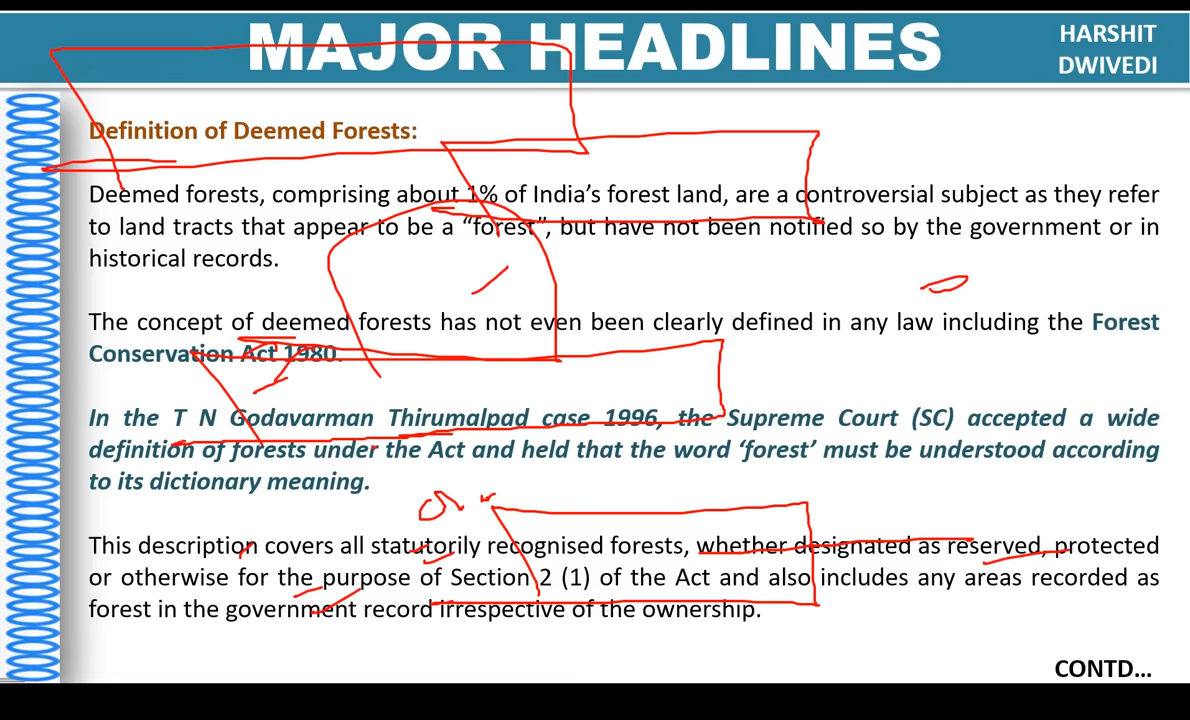 MAJOR HEADLINES
HARSHIT
DWIVEDI
Definition of Deemed Forests:
Deemed forests, comprising about 1% of India’s forest land, are a controversial subject as they refer
to land tracts that appear to be a “forest”, but have not been notified so by the government or in
historical records.
The concept of deemed forests has not even been clearly defined in any law including the Forest
Conservation Act 1980.
In the T N Godavarman Thirumalpad case 1996, the Supreme Court (SC) accepted a wide
definition of forests under the Act and held that the word ‘forest’ must be understood according
to its dictionary meaning.
This description covers all statutorily recognised forests, whether designated as reserved, protected
or otherwise for the purpose of Section 2 (1) of the Act and also includes any areas recorded as
forest in the government record irrespective of the ownership.
CONTD...